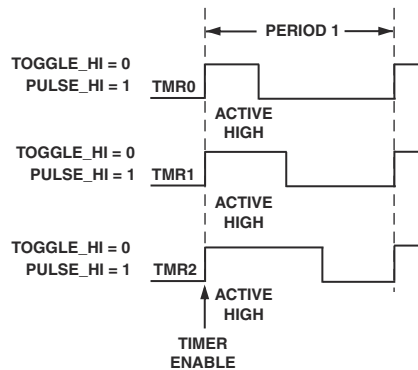 PERIOD 1
TOGGLE_HI = 0
PULSE_HI = 1 TMR0
ACTIVE
HIGH
TOGGLE_HI = 0
PULSE_HI = 1 TMR1
ACTIVE
HIGH
TOGGLE_HI = 0
PULSE_HI = 1 TMR2
ACTIVE
HIGH
TIMER
ENABLE